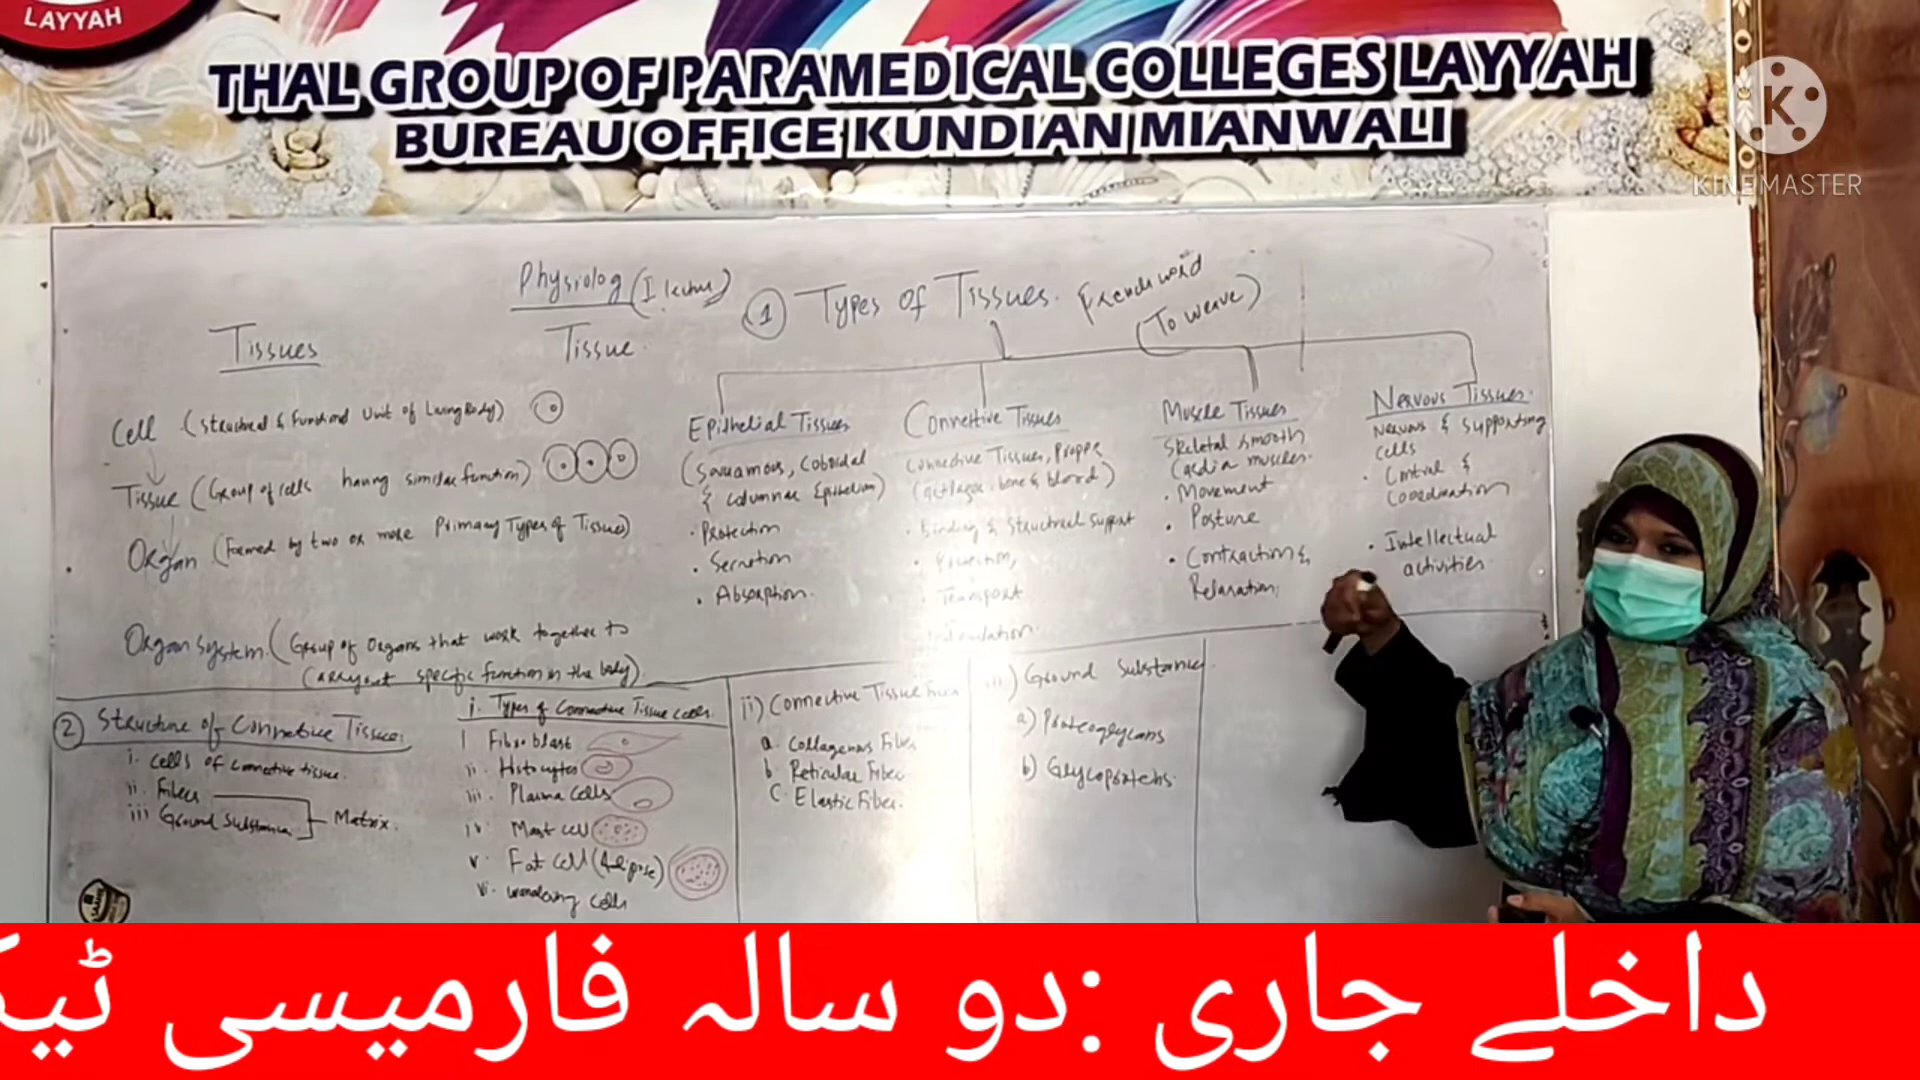 LAYYAH
THAL GROUP OF PARAMEDICAL COLLEGES LAYYAH
BUREAU OFFICE KUNDIAN MIANWALI
K
KINEMASTER
Physiolog (I lecture)
Tissues
Tissue.
Cell (structural & functional Unit of Living Body)
Tissue (Group of cells having similar function)
Organ (formed by two or more Primary Types of Tissues)
Organ System. (Group of Organs that work together to
carryout specific function in the body).
1 Types of Tissues. French word
(To weave)
Epithelial Tissues
& columnar Epithelium)
• Protection
• Secretion
• Absorption.
Connective Tissues
Connective Tissues, Proper
(cartilage, bone & blood)
• Binding & Structural Support
• Protection,
• Transport
Muscle Tissues
Skeletal smooth
Cardia muscles.
• Movement
• Posture
• Contraction &
Relaxation;
Nervous Tissues.
Nervous & Supporting
cells
• Control &
Coordination
• Intellectual
activities.
2 Structure of Connective Tissue:
i. Cells of connective tissue.
ii. Fibers
iii Ground Substance
Matrix.
i. Types of Connective Tissue Cells.
i Fibroblast
ii. Histocytes
iii. Plasma cells
iv. Mast cell
v. Fat cell (Adipose)
vi. wandering cells
ii) Connective Tissue
a. Collagenous Fiber
b. Reticular Fiber
C. Elastic Fiber.
iii) Ground Substance.
a) Proteoglycans
b) Glycoproteins.
داخلے جاری :دو سالہ فارمیسی